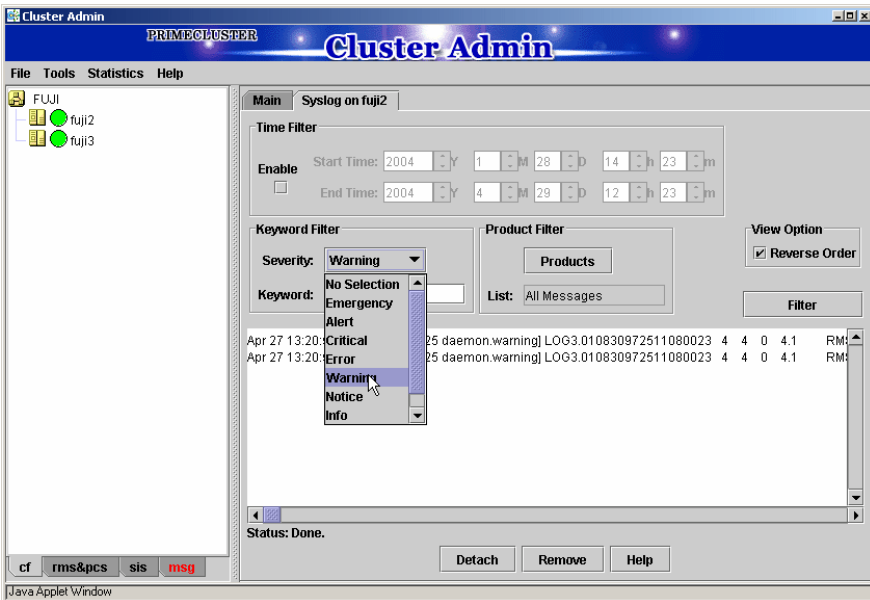 Cluster Admin
PRIMECLUSTER
Cluster Admin
File Tools Statistics Help
FUJI
fuji2
fuji3
Main Syslog on fuji2
Time Filter
Enable
Start Time: 2004 Y 1 M 28 D 14 h 23 m
End Time: 2004 Y 4 M 29 D 12 h 23 m
Keyword Filter
Severity: Warning
Keyword:
No Selection
Emergency
Alert
Critical
Error
Warning
Notice
Info
Product Filter
Products
List: All Messages
View Option
Reverse Order
Filter
Apr 27 13:20: 25 daemon.warning] LOG3.010830972511080023 4 4 0 4.1 RM
Apr 27 13:20: 25 daemon.warning] LOG3.010830972511080023 4 4 0 4.1 RM
Status: Done.
Detach Remove Help
cf rms&pcs sis msg
Java Applet Window